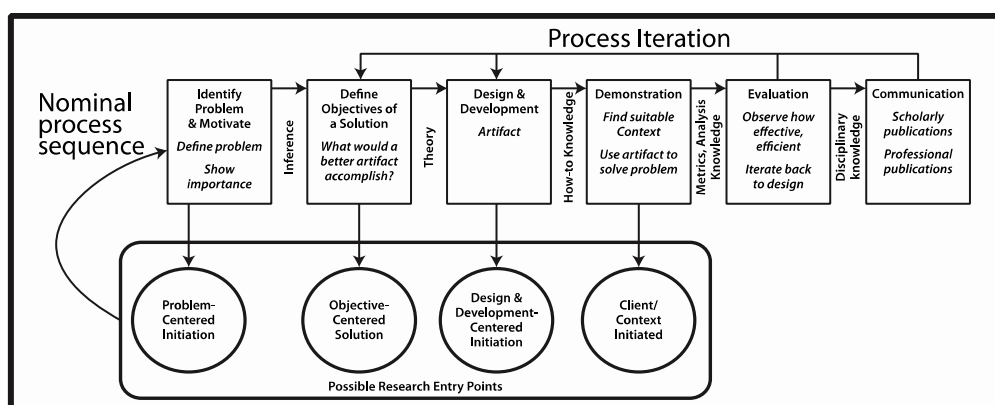 Process Iteration
Nominal
process
sequence
Identify
Problem
& Motivate
Define problem
Show
importance
Inference
Define
Objectives of
a Solution
What would a
better artifact
accomplish?
Theory
Design &
Development
Artifact
How-to Knowledge
Demonstration
Find suitable
Context
Use artifact to
solve problem
Metrics, Analysis
Knowledge
Evaluation
Observe how
effective,
efficient
Iterate back
to design
Disciplinary
knowledge
Communication
Scholarly
publications
Professional
publications
Problem-
Centered
Initiation
Objective-
Centered
Solution
Design &
Development-
Centered
Initiation
Client/
Context
Initiated
Possible Research Entry Points